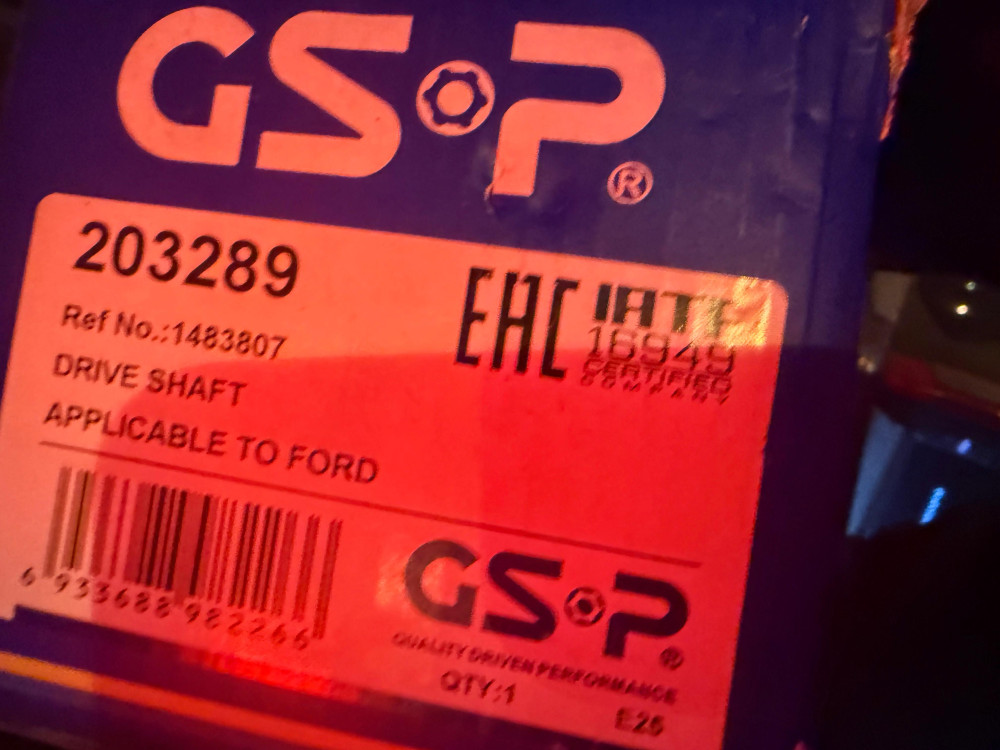 GSP®
203289
EAC
IATF
16949
CERTIFIED
COMPANY
Ref No.:1483807
DRIVE SHAFT
APPLICABLE TO FORD
6 933688 982266
GSP®
QUALITY DRIVEN PERFORMANCE
QTY:1
E25